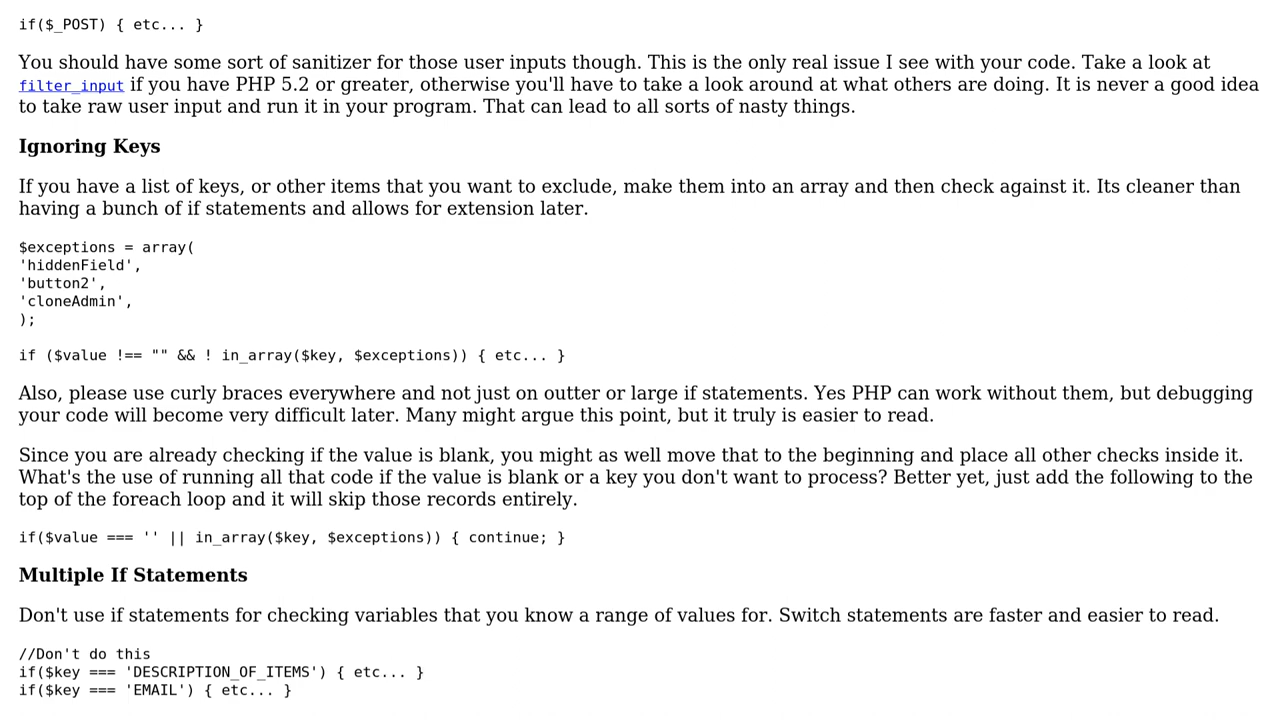 if($_POST) { etc... }
You should have some sort of sanitizer for those user inputs though. This is the only real issue I see with your code. Take a look at
filter_input if you have PHP 5.2 or greater, otherwise you'll have to take a look around at what others are doing. It is never a good idea
to take raw user input and run it in your program. That can lead to all sorts of nasty things.
Ignoring Keys
If you have a list of keys, or other items that you want to exclude, make them into an array and then check against it. Its cleaner than
having a bunch of if statements and allows for extension later.
$exceptions = array(
'hiddenField',
'button2',
'cloneAdmin',
);
if ($value !== "" && ! in_array($key, $exceptions)) { etc... }
Also, please use curly braces everywhere and not just on outter or large if statements. Yes PHP can work without them, but debugging
your code will become very difficult later. Many might argue this point, but it truly is easier to read.
Since you are already checking if the value is blank, you might as well move that to the beginning and place all other checks inside it.
What's the use of running all that code if the value is blank or a key you don't want to process? Better yet, just add the following to the
top of the foreach loop and it will skip those records entirely.
if($value === '' || in_array($key, $exceptions)) { continue; }
Multiple If Statements
Don't use if statements for checking variables that you know a range of values for. Switch statements are faster and easier to read.
//Don't do this
if($key === 'DESCRIPTION_OF_ITEMS') { etc... }
if($key === 'EMAIL') { etc... }